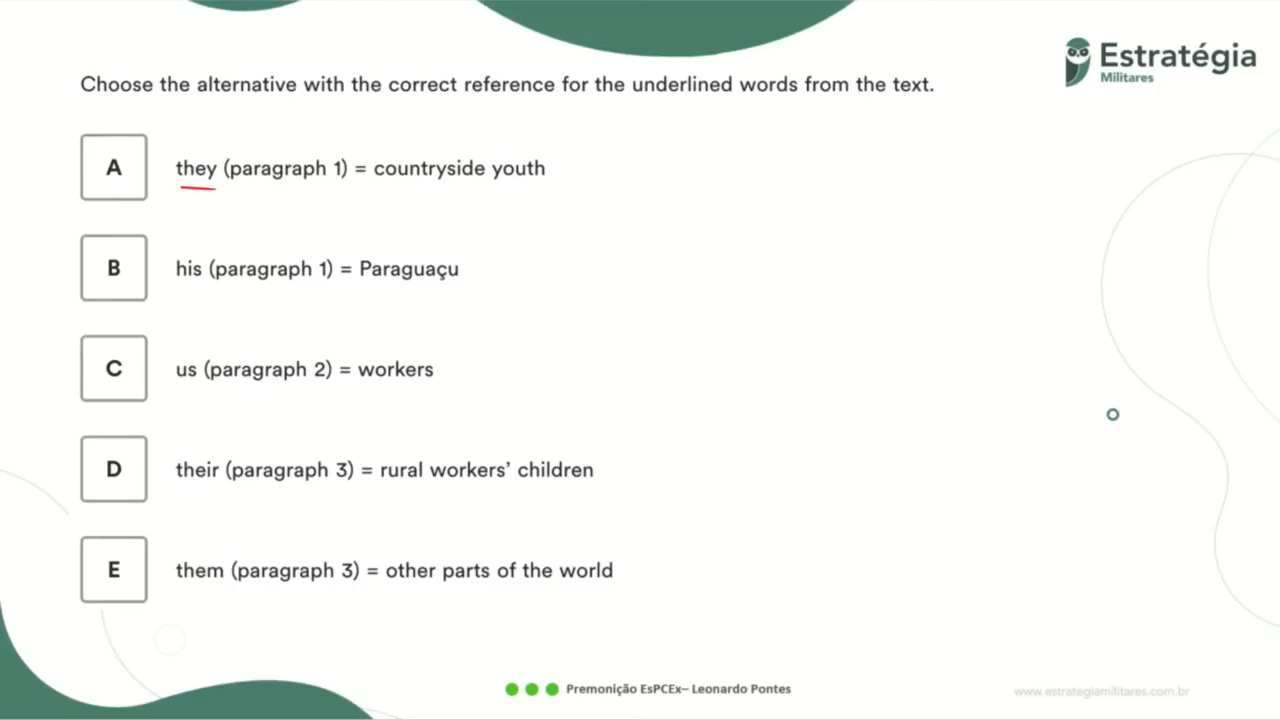 Estratégia
Militares
Choose the alternative with the correct reference for the underlined words from the text.
A they (paragraph 1) = countryside youth
B his (paragraph 1) = Paraguaçu
C us (paragraph 2) = workers
D their (paragraph 3) = rural workers’ children
E them (paragraph 3) = other parts of the world
Premonição EsPCEx– Leonardo Pontes
www.estrategiamilitares.com.br